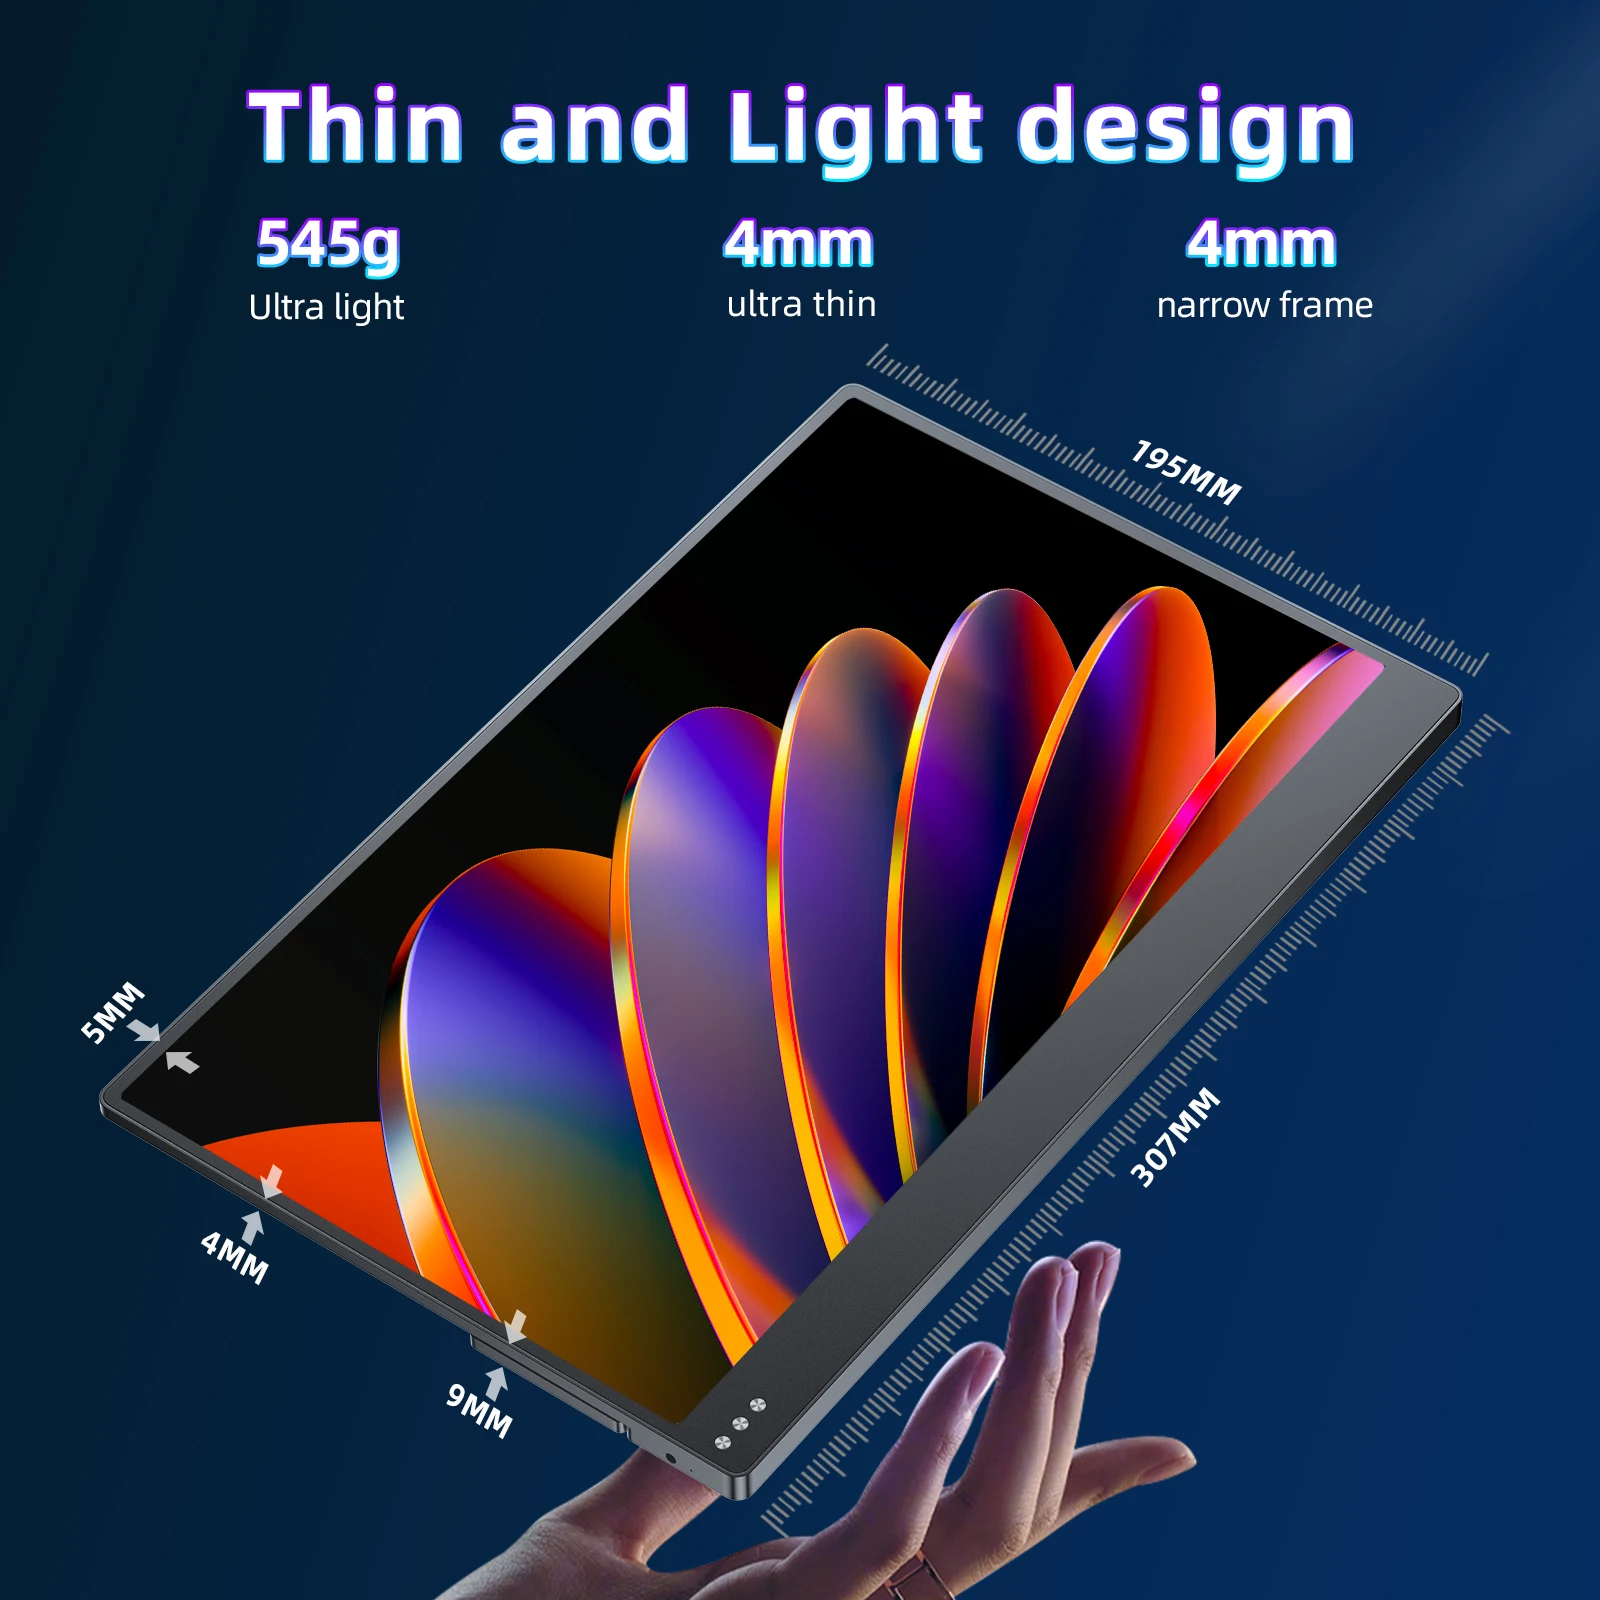 Thin and Light design
545g
Ultra light
4mm
ultra thin
4mm
narrow frame
195MM
5MM
4MM
9MM
307MM